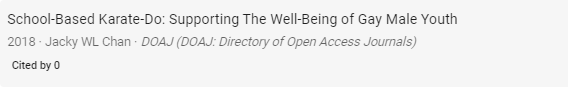 School-Based Karate-Do: Supporting The Well-Being of Gay Male Youth
2018 · Jacky WL Chan · DOAJ (DOAJ: Directory of Open Access Journals)
Cited by 0